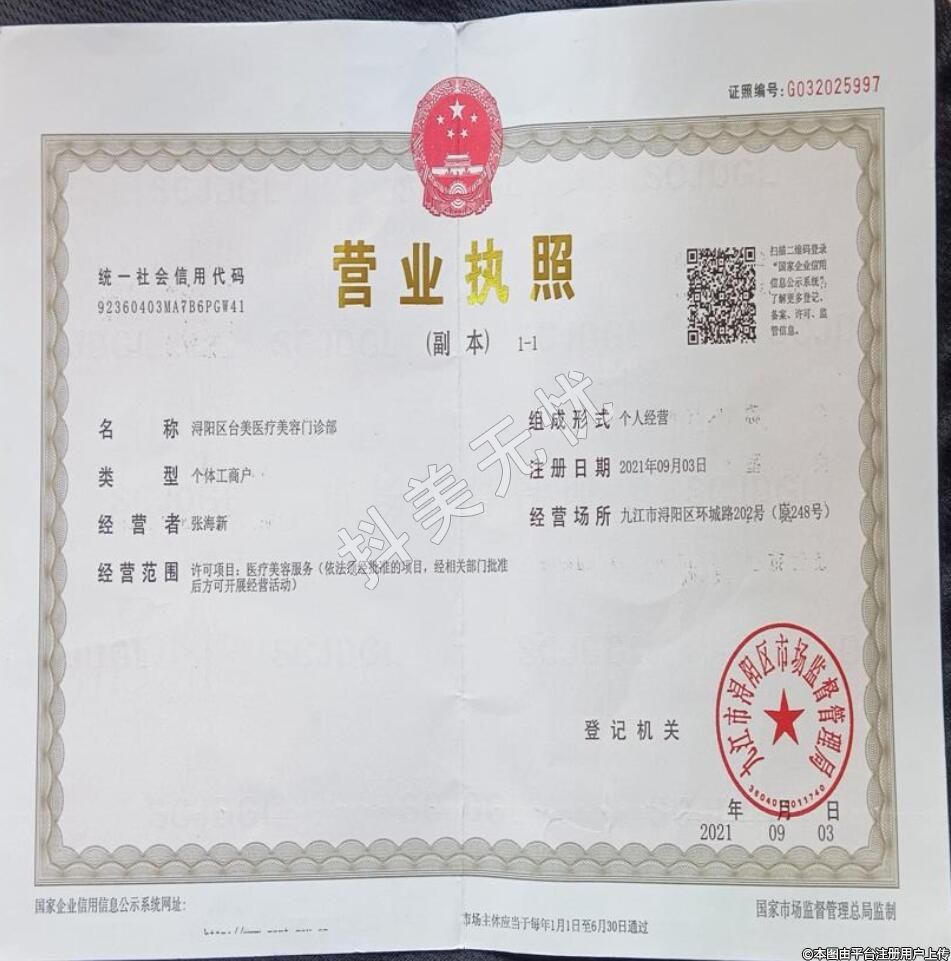 证照编号:G032025997
统一社会信用代码
92360403MA7B6PGW41
营业执照
(副 本) 1-1
扫描二维码登录
“国家企业信用
信息公示系统”,
了解更多登记、
备案、许可、监
管信息。
名 称 浔阳区台美医疗美容门诊部
类 型 个体工商户
经 营 者 张海新
经营范围 许可项目:医疗美容服务(依法须经批准的项目,经相关部门批准
后方可开展经营活动)
组成形式 个人经营
注册日期 2021年09月03日
经营场所 九江市浔阳区环城路202号(原248号)
抖美无忧
登记机关
九江市浔阳区市场监督管理局
年 月 日
2021 09 03
国家企业信用信息公示系统网址:
市场主体应当于每年1月1日至6月30日通过
国家市场监督管理总局监制
©本图由平台注册用户上传